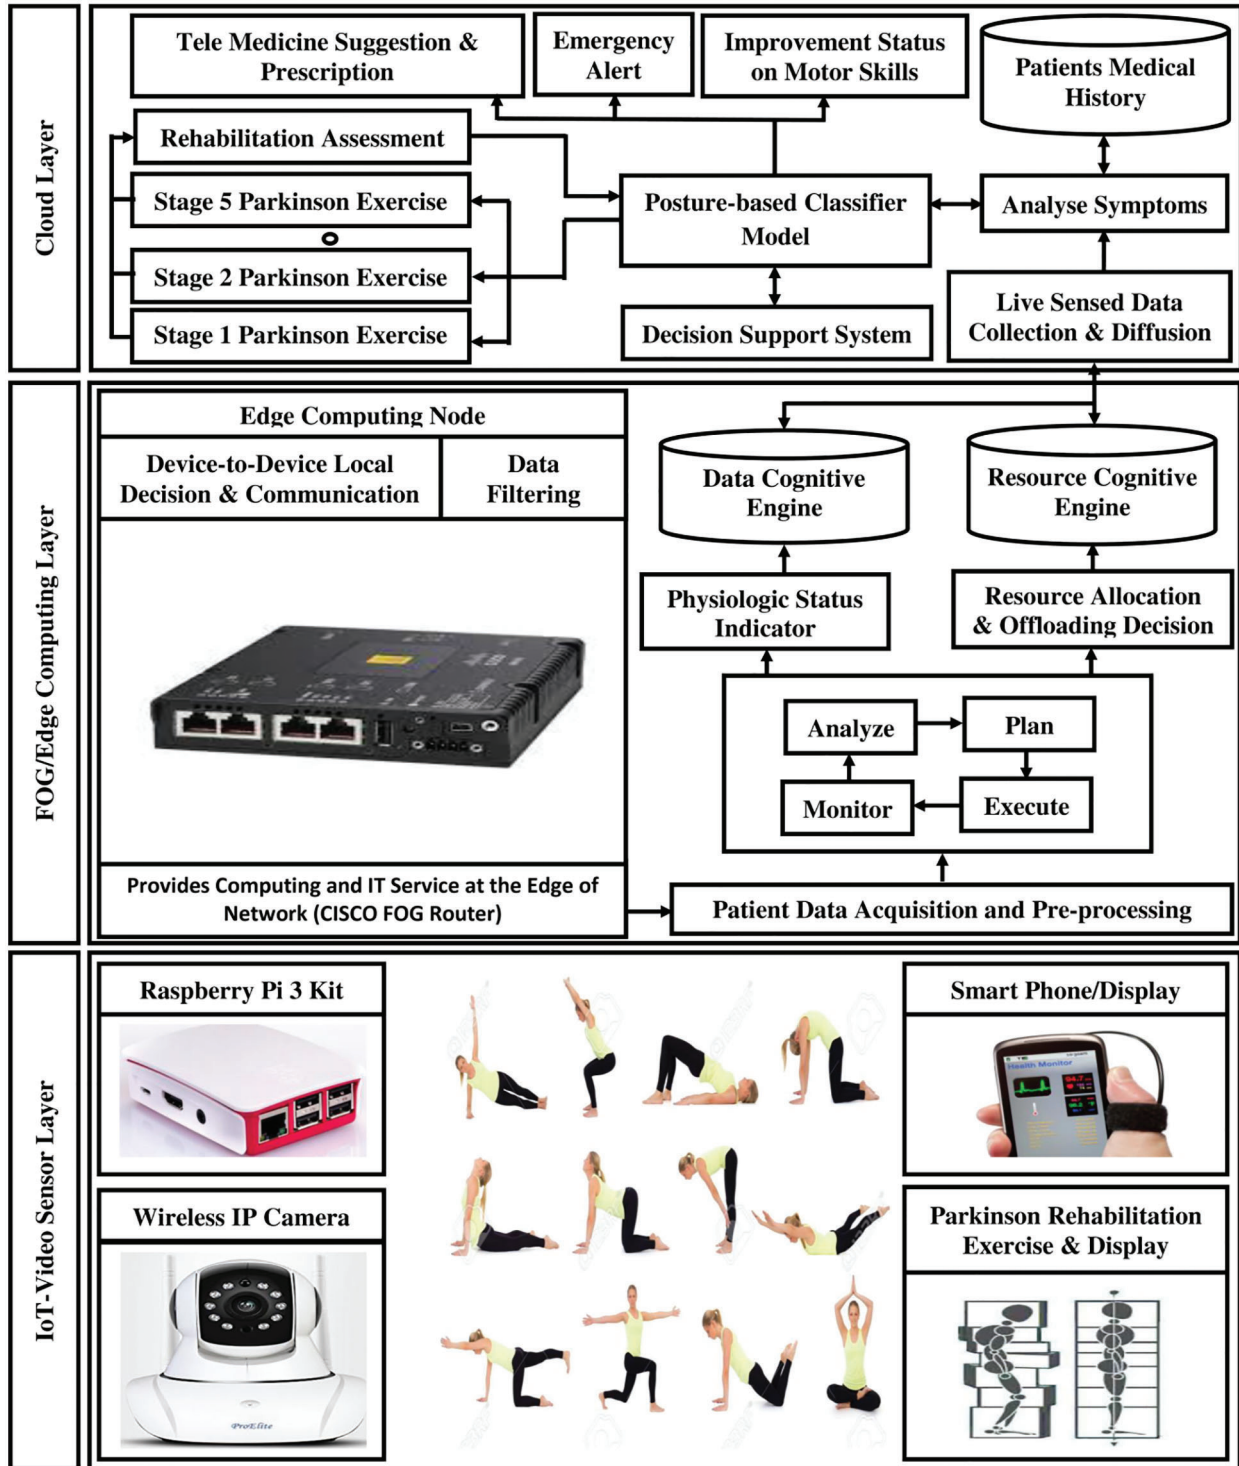 Cloud Layer
Tele Medicine Suggestion &
Prescription
Emergency
Alert
Improvement Status
on Motor Skills
Patients Medical
History
Rehabilitation Assessment
Stage 5 Parkinson Exercise
Stage 2 Parkinson Exercise
Stage 1 Parkinson Exercise
Posture-based Classifier
Model
Analyse Symptoms
Decision Support System
Live Sensed Data
Collection & Diffusion
FOG/Edge Computing Layer
Edge Computing Node
Device-to-Device Local
Decision & Communication
Data
Filtering
Provides Computing and IT Service at the Edge of
Network (CISCO FOG Router)
Data Cognitive
Engine
Resource Cognitive
Engine
Physiologic Status
Indicator
Resource Allocation
& Offloading Decision
Analyze
Plan
Monitor
Execute
Patient Data Acquisition and Pre-processing
IoT-Video Sensor Layer
Raspberry Pi 3 Kit
Wireless IP Camera
ProElite
Smart Phone/Display
Health Monitor
94.7
Parkinson Rehabilitation
Exercise & Display